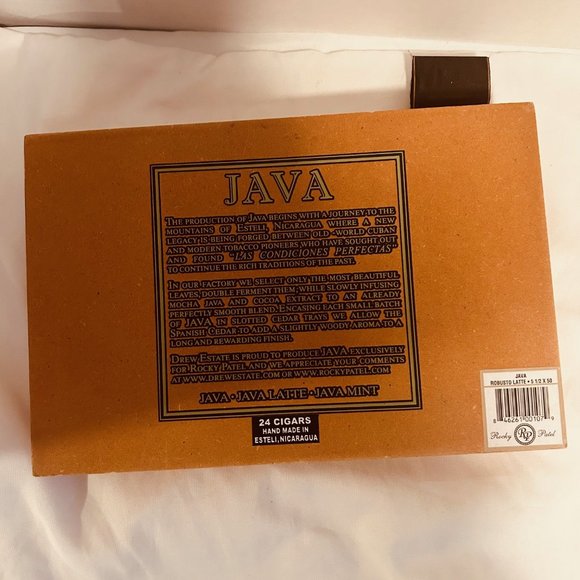 JAVA
THE PRODUCTION OF JAVA BEGINS WITH A JOURNEY TO THE
MOUNTAINS OF ESTELI, NICARAGUA WHERE A NEW
LEGACY IS BEING FORGED BETWEEN OLD -WORLD CUBAN
AND MODERN TOBACCO PIONEERS WHO HAVE SOUGHT OUT
AND FOUND "LAS CONDICIONES PERFECTAS"
TO CONTINUE THE RICH TRADITIONS OF THE PAST.
IN OUR FACTORY WE SELECT ONLY THE MOST BEAUTIFUL
LEAVES, DOUBLE FERMENT THEM, WHILE SLOWLY INFUSING
MOCHA, JAVA AND COCOA EXTRACT TO AN ALREADY
PERFECTLY SMOOTH BLEND. ENCASING EACH SMALL BATCH
OF JAVA IN SLOTTED CEDAR TRAYS WE ALLOW THE
SPANISH CEDAR TO ADD A SLIGHTLY WOODY AROMA TO A
LONG AND REWARDING FINISH.
DREW ESTATE IS PROUD TO PRODUCE JAVA EXCLUSIVELY
FOR ROCKY PATEL, AND WE APPRECIATE YOUR COMMENTS
AT WWW.DREWESTATE.COM OR WWW.ROCKYPATEL.COM
JAVA • JAVA LATTE • JAVA MINT
24 CIGARS
HAND MADE IN
ESTELI, NICARAGUA
JAVA
ROBUSTO LATTE • 5 1/2 X 50
8 46261 00107 9
Rocky RP Patel